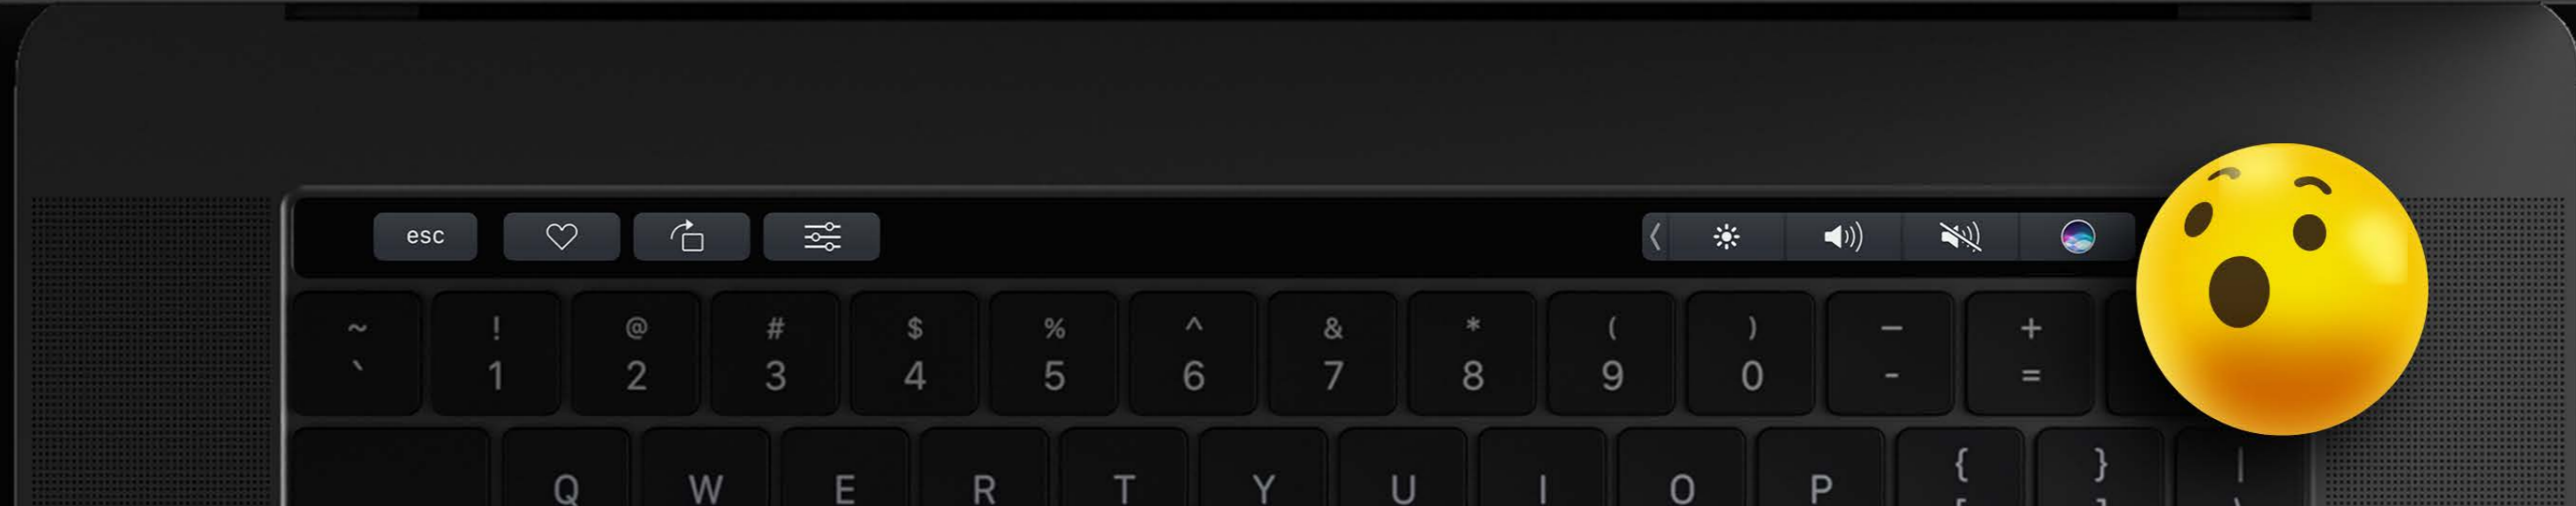 esc
~ ! @ # $ % ^ & * ( ) — +
` 1 2 3 4 5 6 7 8 9 0 - =
Q W E R T Y U I O P { } |